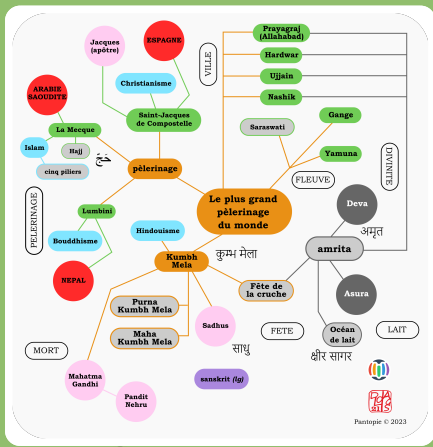 Jacques
(apôtre)
ESPAGNE
VILLE
Prayagraj
(Allahabad)
Hardwar
Ujjain
Nashik
Christianisme
Saint-Jacques
de Compostelle
ARABIE
SAOUDITE
La Mecque
Islam
Hajj
حَجّ
cinq piliers
pèlerinage
Saraswati
Gange
Yamuna
FLEUVE
DIVINITE
PELERINAGE
Lumbini
Bouddhisme
NEPAL
Le plus grand
pèlerinage
du monde
Deva
अमृत
amrita
Hindouisme
Kumbh
Mela
कुम्भ मेला
Fête de
la cruche
Asura
Purna
Kumbh Mela
Maha
Kumbh Mela
Sadhus
साधु
FETE
Océan
de lait
LAIT
क्षीर सागर
MORT
Mahatma
Gandhi
Pandit
Nehru
sanskrit (lg)
Pantopic © 2023